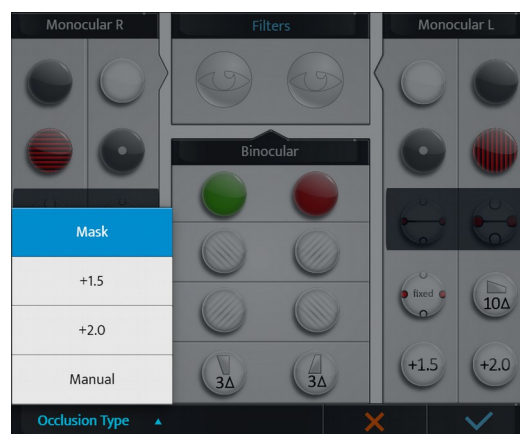 Monocular R
Filters
Monocular L
Binocular
Mask
+1.5
+2.0
Manual
fixed
10Δ
3Δ
3Δ
+1.5
+2.0
Occlusion Type